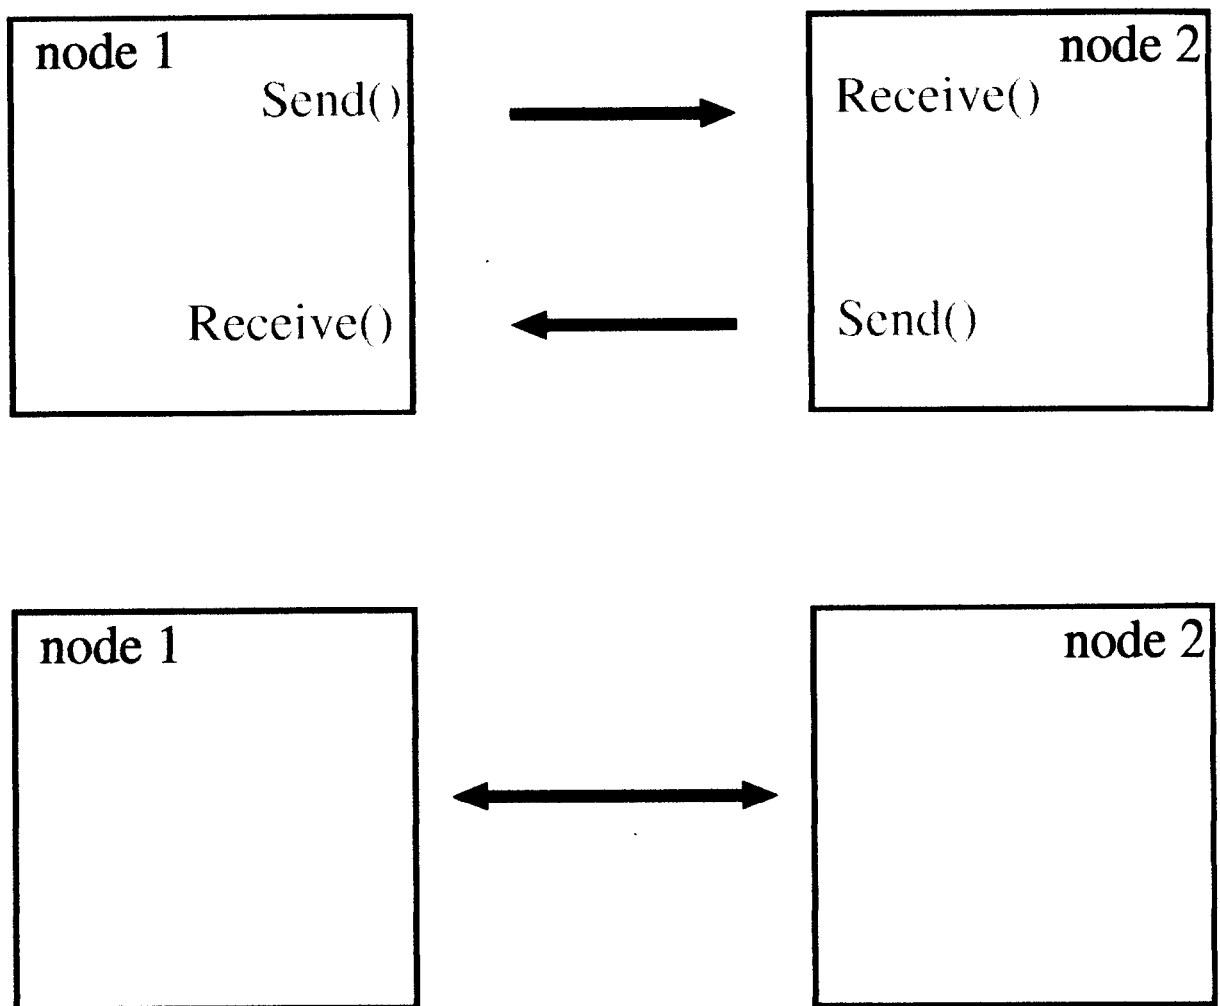 node 1
node 2
Send()
Receive()
Receive()
Send()
node 1
node 2